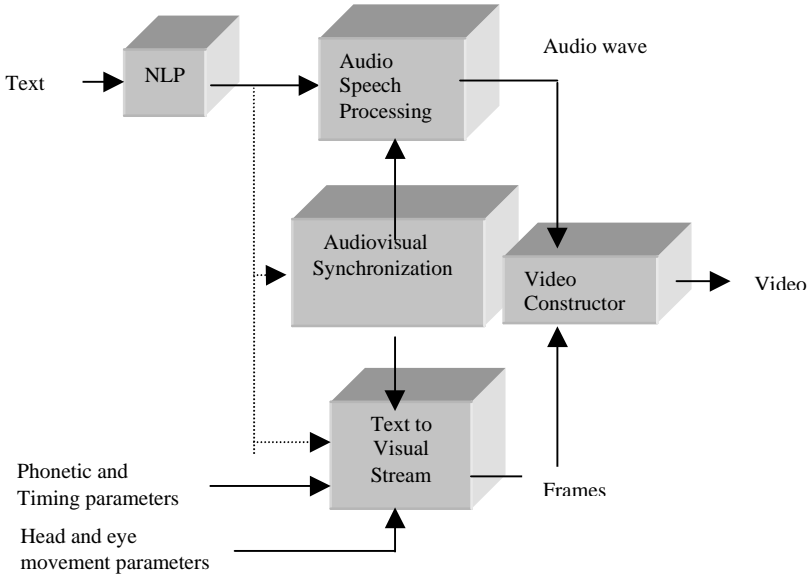 Text
NLP
Audio
Speech
Processing
Audio wave
Audiovisual
Synchronization
Video
Constructor
Video
Text to
Visual
Stream
Phonetic and
Timing parameters
Frames
Head and eye
movement parameters